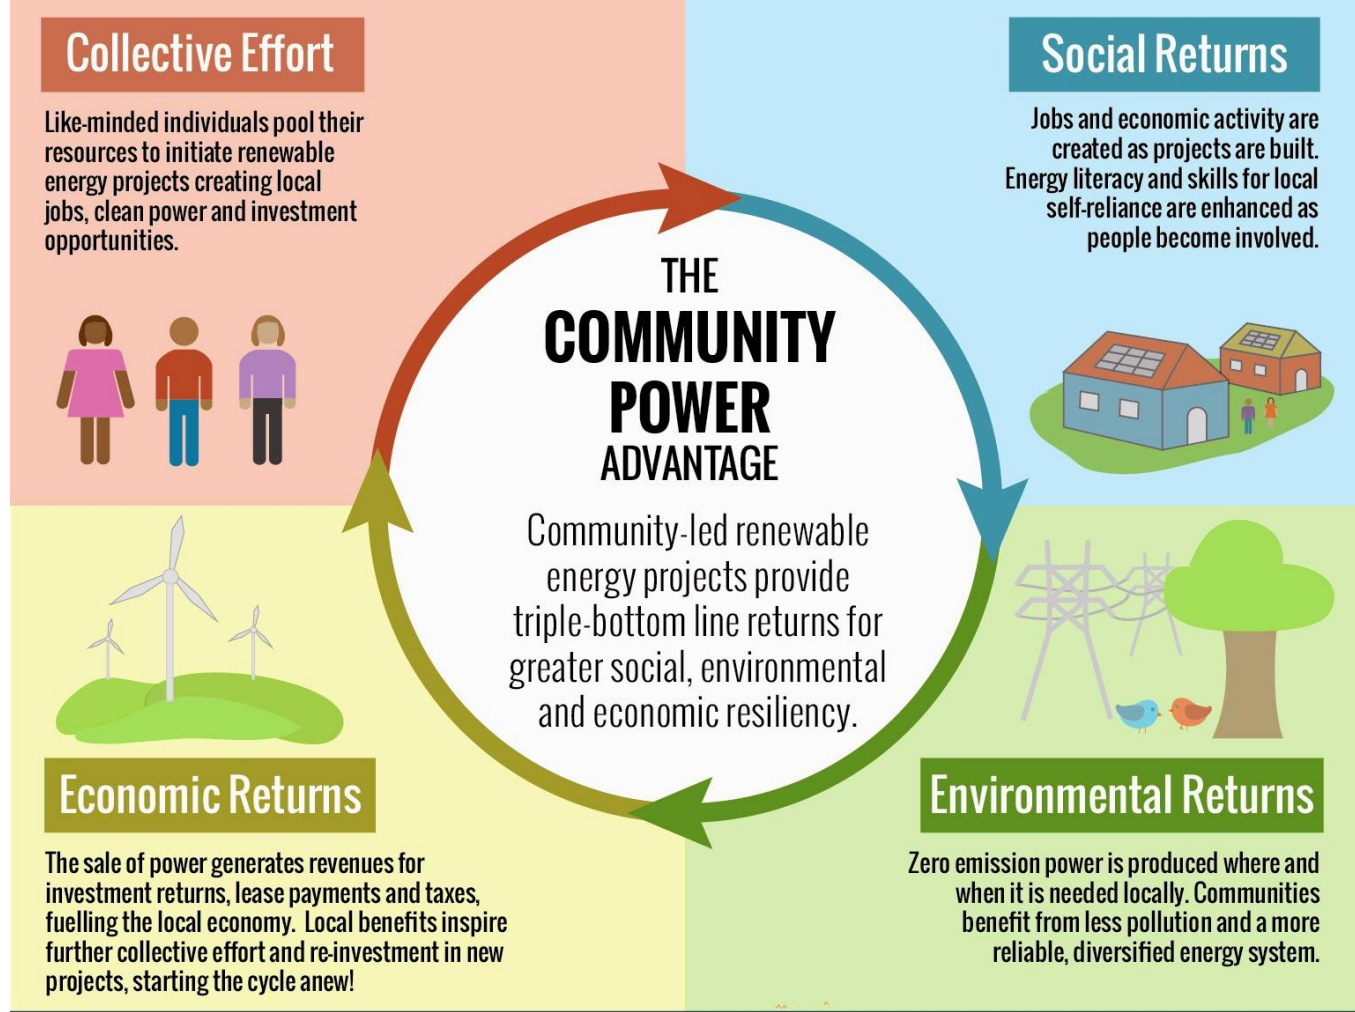 Collective Effort
Like-minded individuals pool their
resources to initiate renewable
energy projects creating local
jobs, clean power and investment
opportunities.
Social Returns
Jobs and economic activity are
created as projects are built.
Energy literacy and skills for local
self-reliance are enhanced as
people become involved.
THE
COMMUNITY
POWER
ADVANTAGE
Community-led renewable
energy projects provide
triple-bottom line returns for
greater social, environmental
and economic resiliency.
Economic Returns
The sale of power generates revenues for
investment returns, lease payments and taxes,
fuelling the local economy. Local benefits inspire
further collective effort and re-investment in new
projects, starting the cycle anew!
Environmental Returns
Zero emission power is produced where and
when it is needed locally. Communities
benefit from less pollution and a more
reliable, diversified energy system.